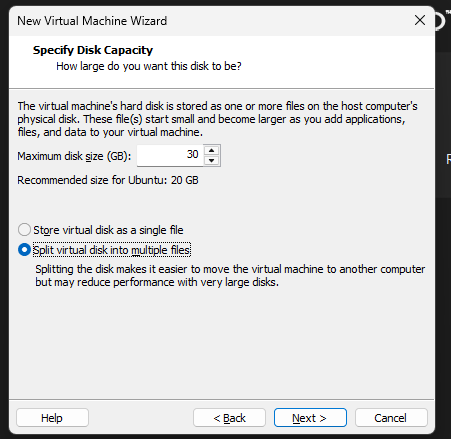 New Virtual Machine Wizard
Specify Disk Capacity
How large do you want this disk to be?
The virtual machine's hard disk is stored as one or more files on the host computer's
physical disk. These file(s) start small and become larger as you add applications,
files, and data to your virtual machine.
Maximum disk size (GB): 30
Recommended size for Ubuntu: 20 GB
Store virtual disk as a single file
Split virtual disk into multiple files
Splitting the disk makes it easier to move the virtual machine to another computer
but may reduce performance with very large disks.
Help < Back Next > Cancel